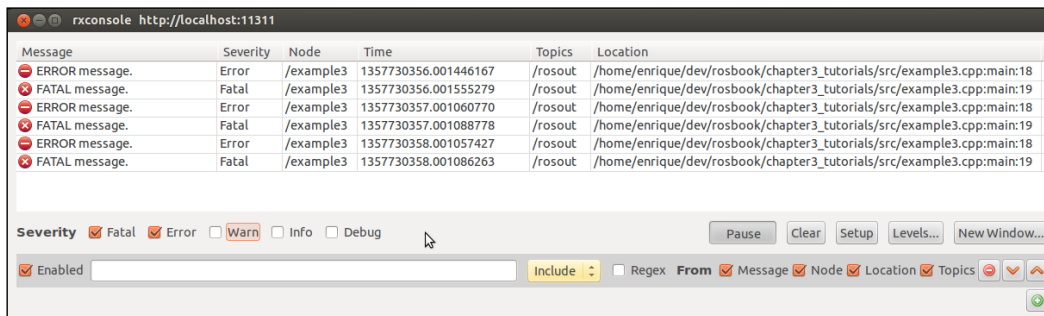 rxconsole http://localhost:11311
Message Severity Node Time Topics Location
ERROR message. Error /example3 1357730356.001446167 /rosout /home/enrique/dev/rosbook/chapter3_tutorials/src/example3.cpp:main:18
FATAL message. Fatal /example3 1357730356.001555279 /rosout /home/enrique/dev/rosbook/chapter3_tutorials/src/example3.cpp:main:19
ERROR message. Error /example3 1357730357.001060770 /rosout /home/enrique/dev/rosbook/chapter3_tutorials/src/example3.cpp:main:18
FATAL message. Fatal /example3 1357730357.001088778 /rosout /home/enrique/dev/rosbook/chapter3_tutorials/src/example3.cpp:main:19
ERROR message. Error /example3 1357730358.001057427 /rosout /home/enrique/dev/rosbook/chapter3_tutorials/src/example3.cpp:main:18
FATAL message. Fatal /example3 1357730358.001086263 /rosout /home/enrique/dev/rosbook/chapter3_tutorials/src/example3.cpp:main:19
Severity Fatal Error Warn Info Debug Pause Clear Setup Levels... New Window...
Enabled Include Regex From Message Node Location Topics